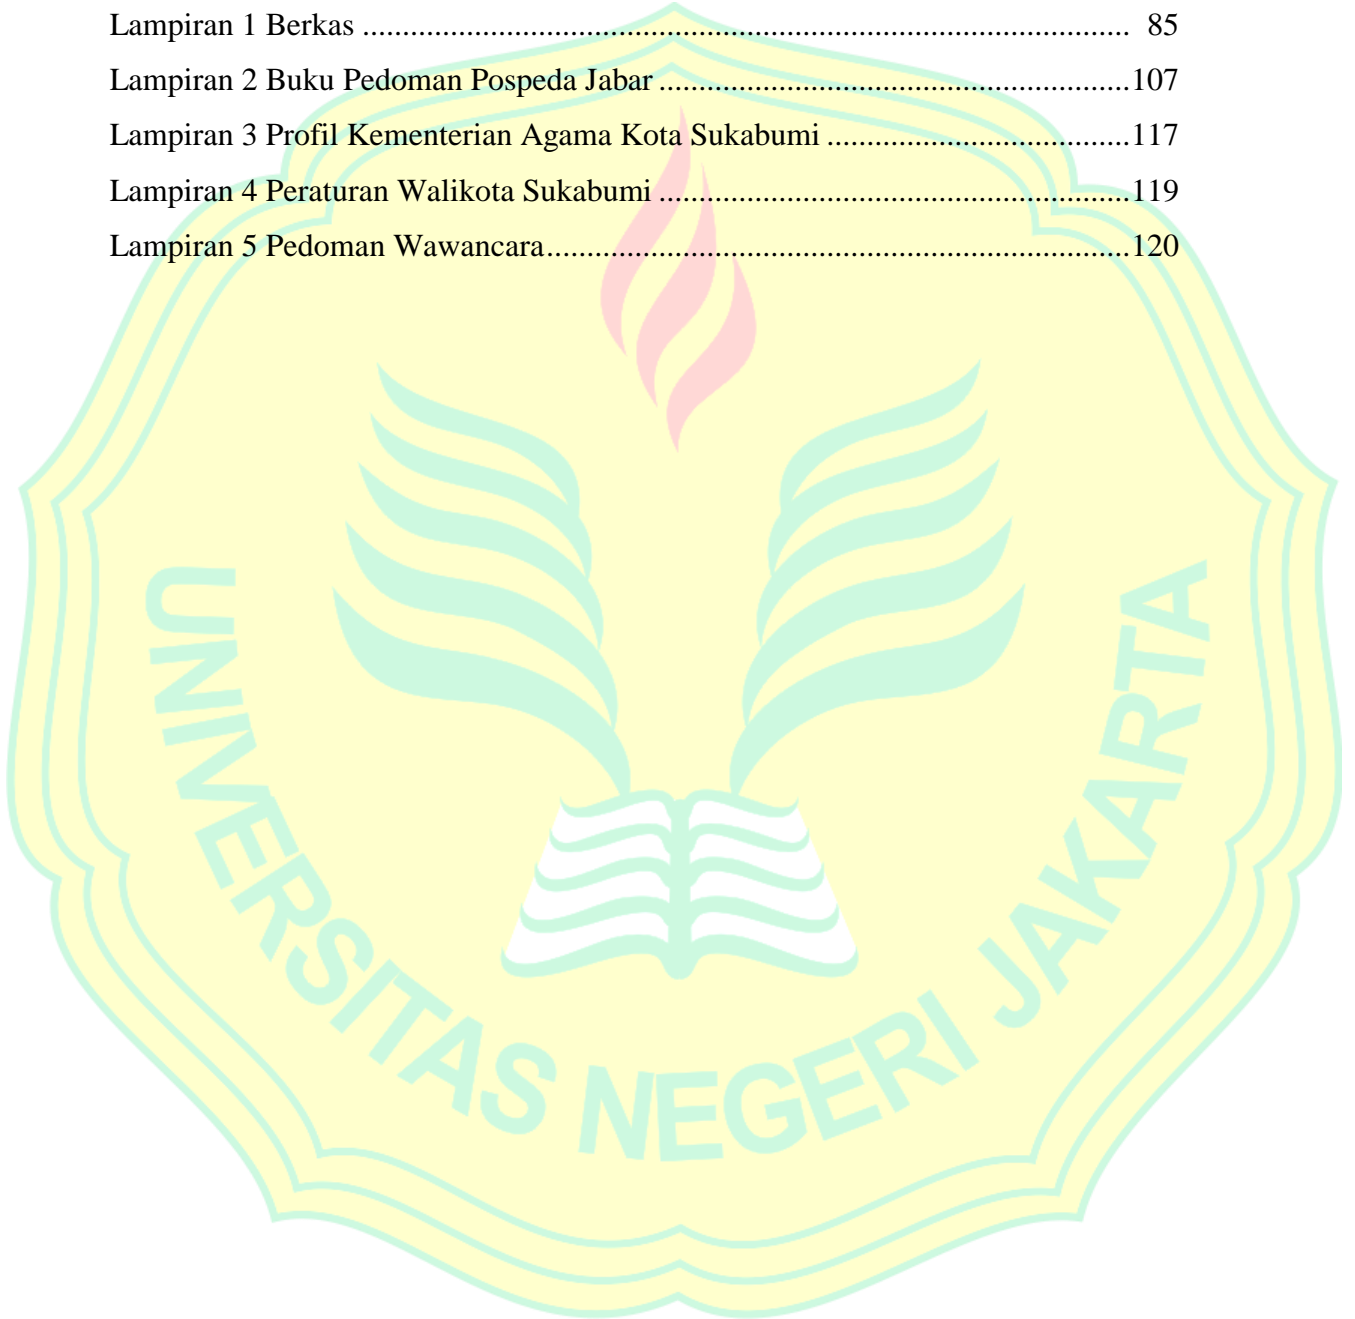 Lampiran 1 Berkas ................................................................................................ 85
Lampiran 2 Buku Pedoman Pospeda Jabar ...........................................................107
Lampiran 3 Profil Kementerian Agama Kota Sukabumi ......................................117
Lampiran 4 Peraturan Walikota Sukabumi ...........................................................119
Lampiran 5 Pedoman Wawancara.........................................................................120
UNIVERSITAS NEGERI JAKARTA